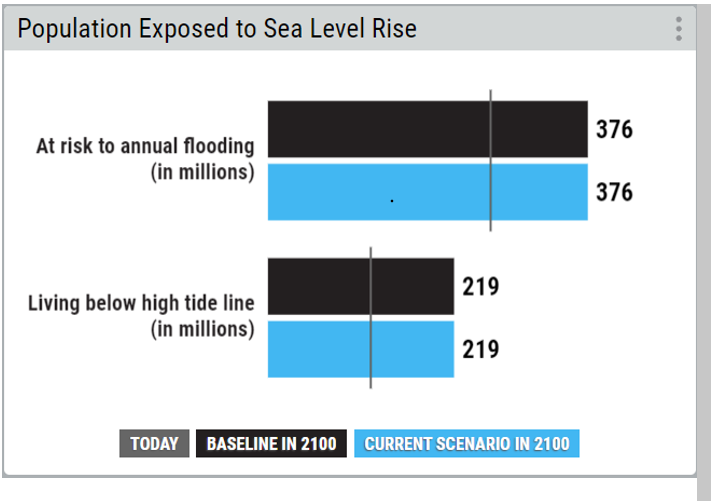 Population Exposed to Sea Level Rise
At risk to annual flooding
(in millions)
376
376
Living below high tide line
(in millions)
219
219
TODAY
BASELINE IN 2100
CURRENT SCENARIO IN 2100